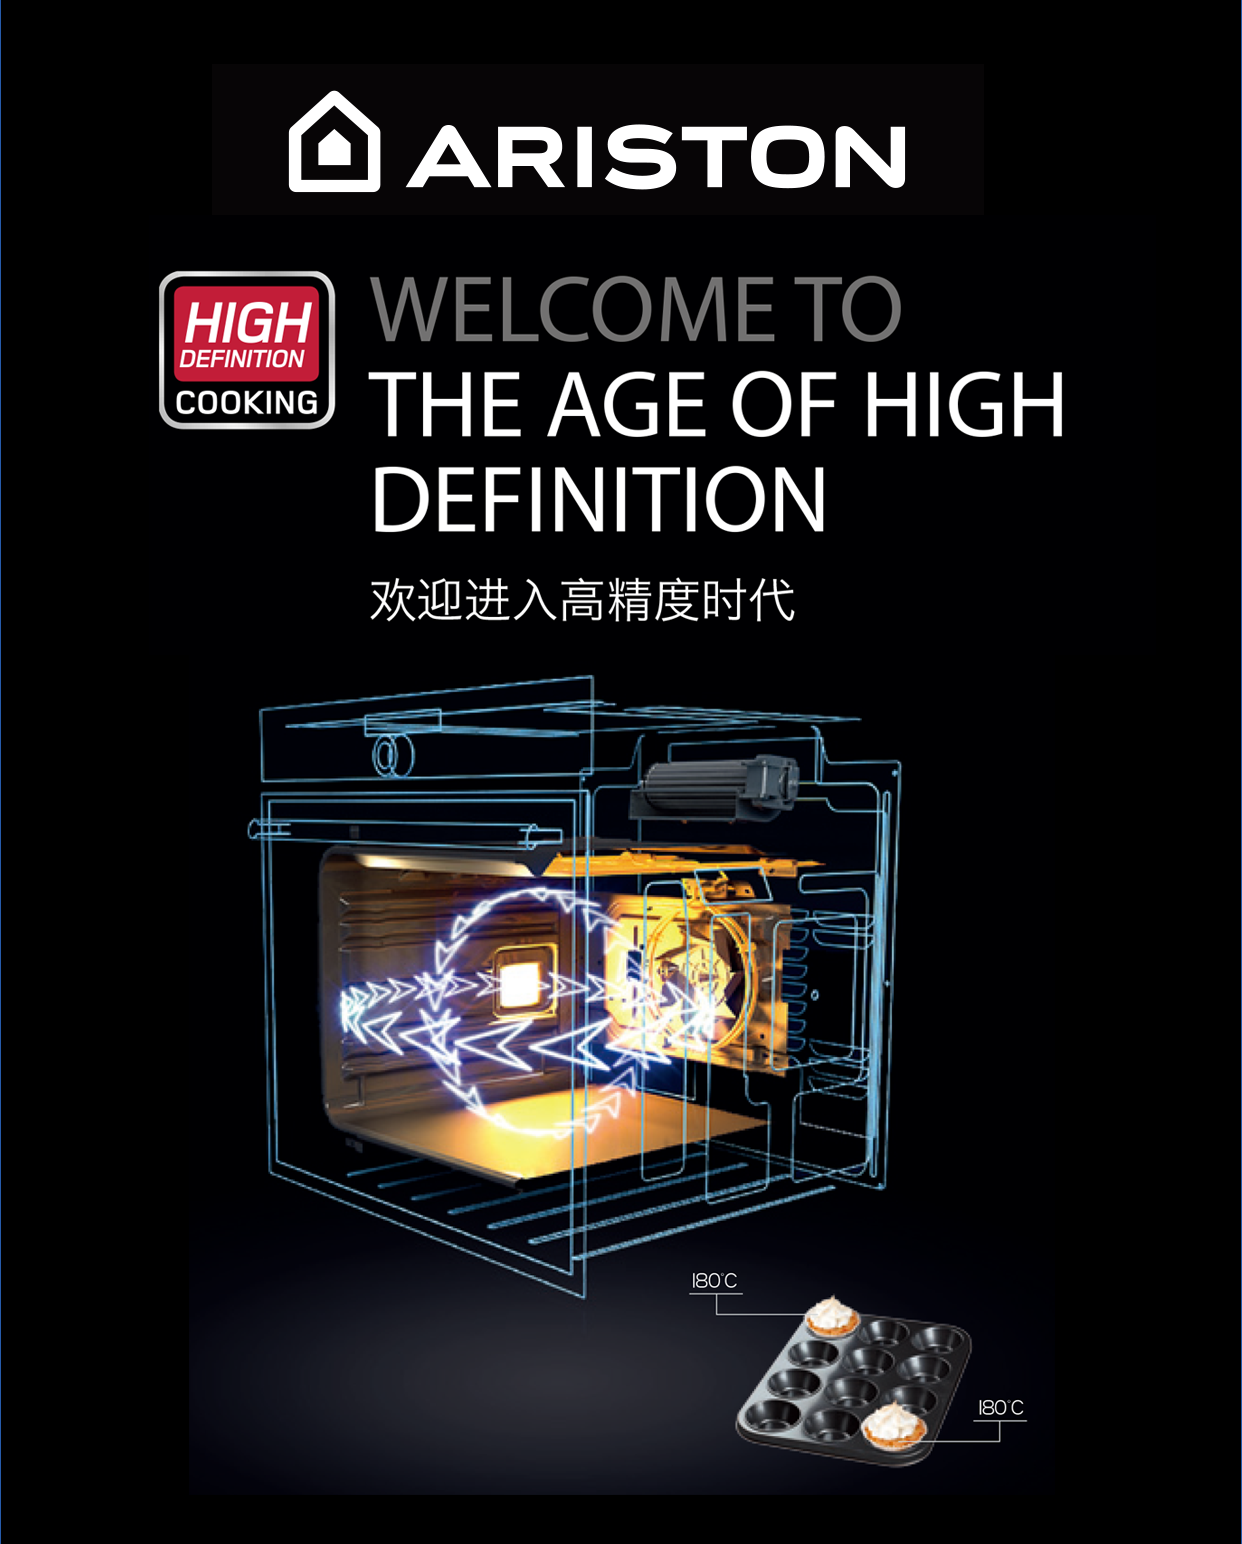 ARISTON
HIGH
DEFINITION
COOKING
WELCOME TO
THE AGE OF HIGH
DEFINITION
欢迎进入高精度时代
180°C
180°C